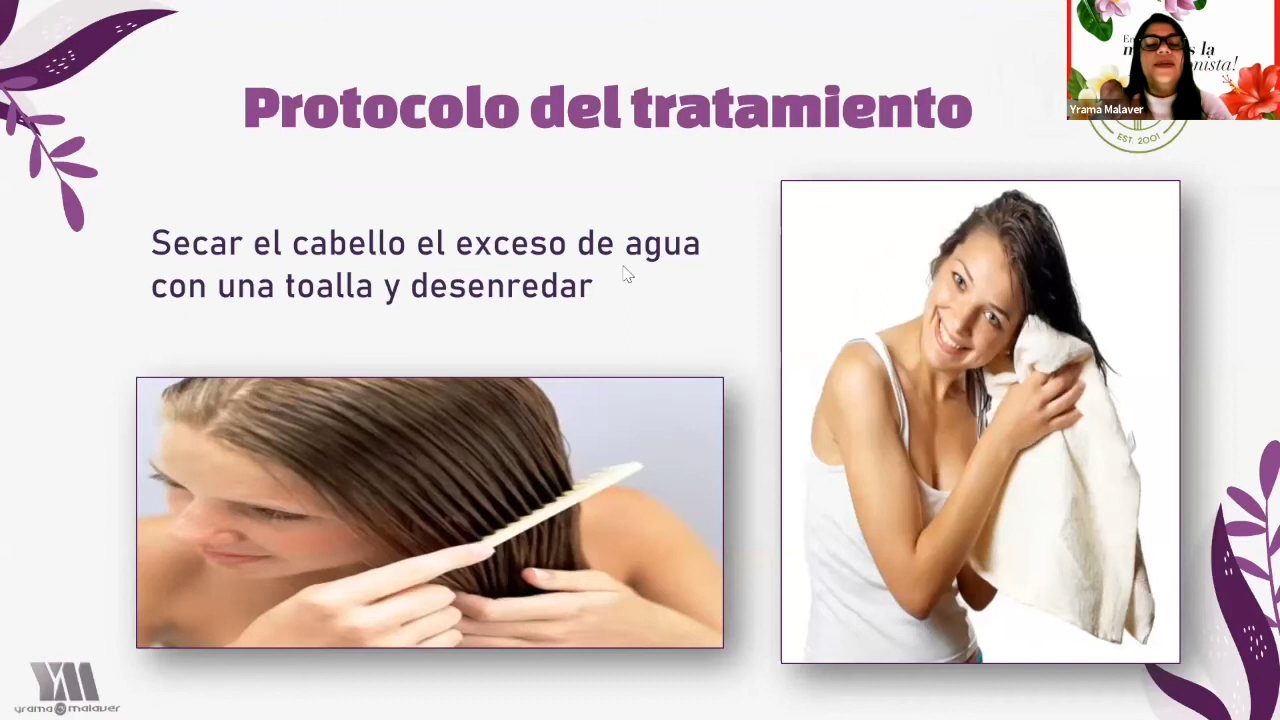 Protocolo del tratamiento
Yrama Malaver
EST. 2001
Secar el cabello el exceso de agua
con una toalla y desenredar
YM
yrama malaver